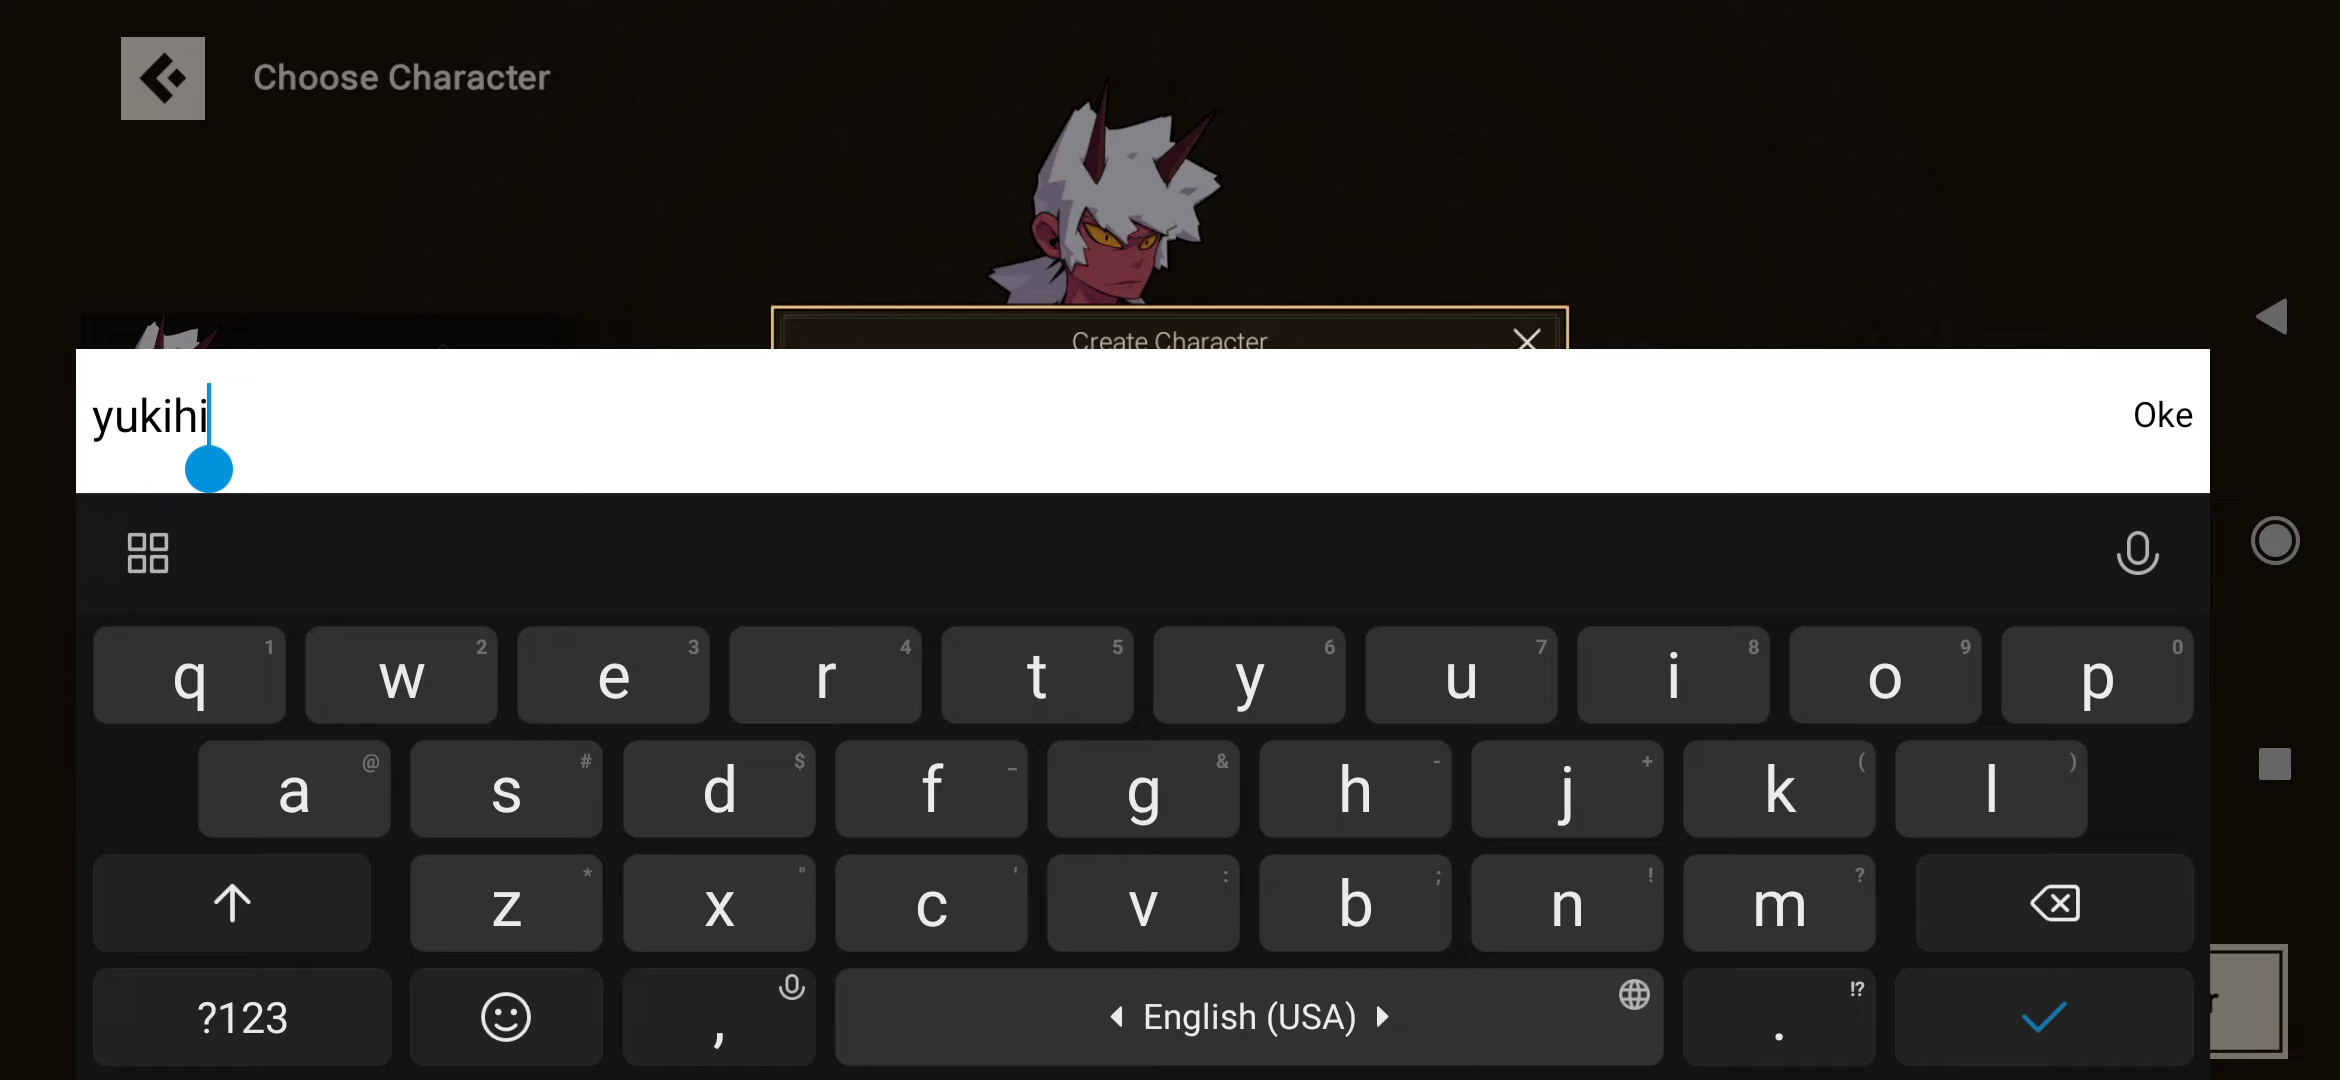 Choose Character
Create Character
yukihi
Oke
q 1 w 2 e 3 r 4 t 5 y 6 u 7 i 8 o 9 p 0
a @ s # d $ f _ g & h - j + k ( l )
z * x " c ' v : b ; n ! m ?
?123 , English (USA) . !?